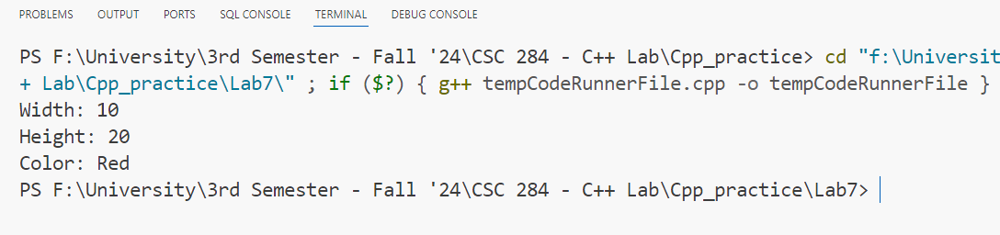 PROBLEMS OUTPUT PORTS SQL CONSOLE TERMINAL DEBUG CONSOLE
PS F:\University\3rd Semester - Fall '24\CSC 284 - C++ Lab\Cpp_practice> cd "f:\Universit
+ Lab\Cpp_practice\Lab7\" ; if ($?) { g++ tempCodeRunnerFile.cpp -o tempCodeRunnerFile }
Width: 10
Height: 20
Color: Red
PS F:\University\3rd Semester - Fall '24\CSC 284 - C++ Lab\Cpp_practice\Lab7>